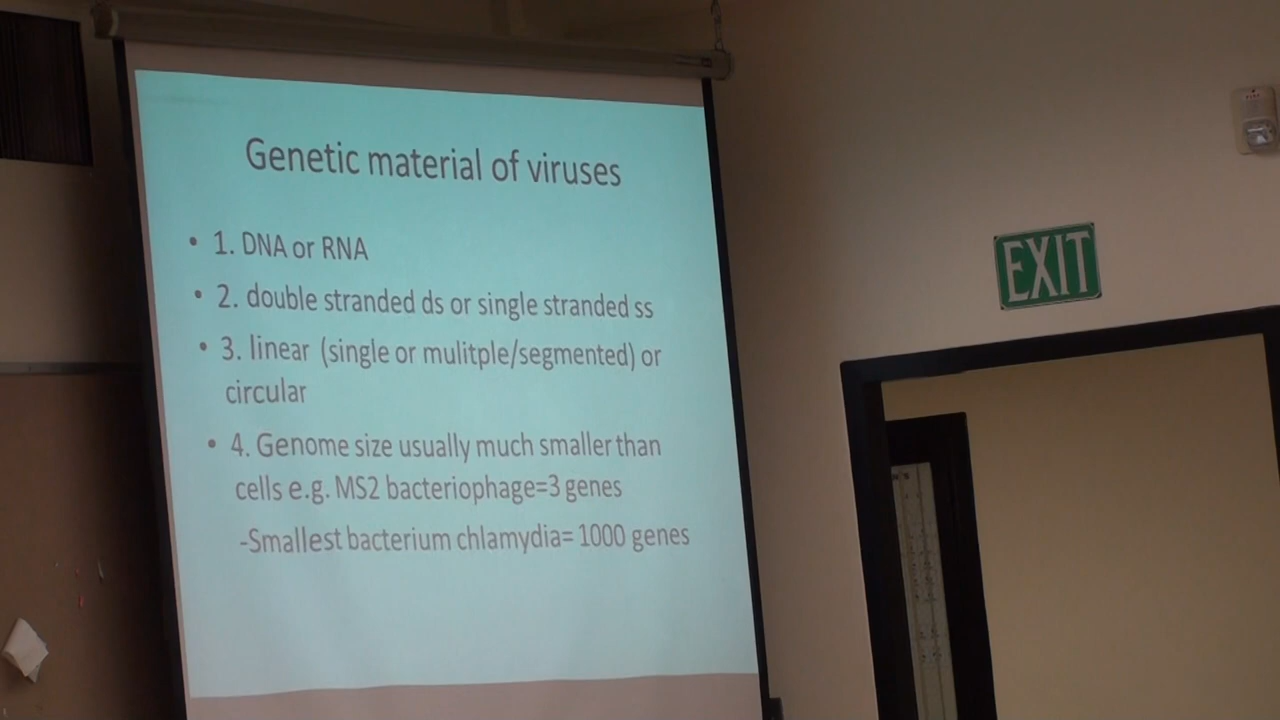 Genetic material of viruses
• 1. DNA or RNA
• 2. double stranded ds or single stranded ss
• 3. linear (single or mulitple/segmented) or
circular
• 4. Genome size usually much smaller than
cells e.g. MS2 bacteriophage=3 genes
-Smallest bacterium chlamydia= 1000 genes
EXIT